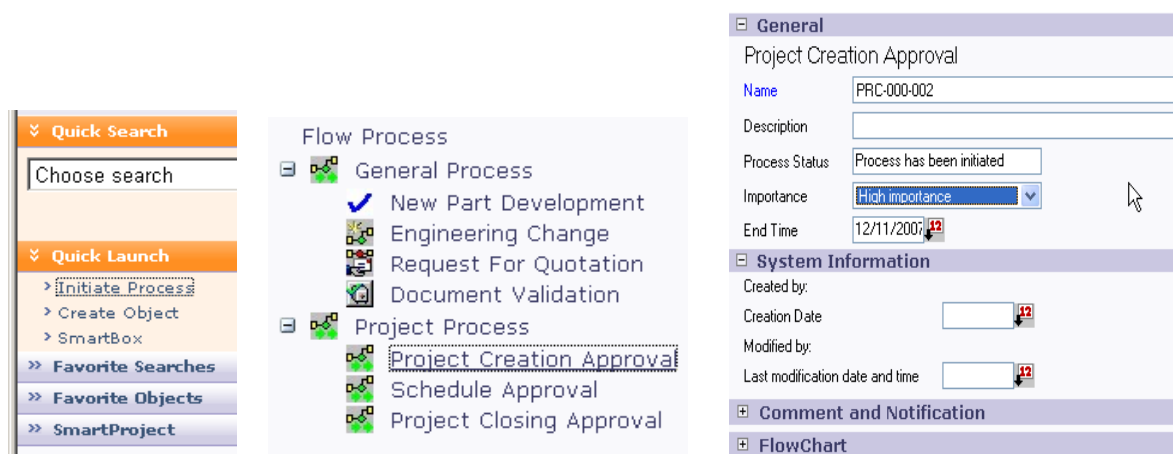 Quick Search
Choose search
Quick Launch
Initiate Process
Create Object
SmartBox
Favorite Searches
Favorite Objects
SmartProject
Flow Process
General Process
New Part Development
Engineering Change
Request For Quotation
Document Validation
Project Process
Project Creation Approval
Schedule Approval
Project Closing Approval
General
Project Creation Approval
Name PRC-000-002
Description
Process Status Process has been initiated
Importance High importance
End Time 12/11/2007 12
System Information
Created by:
Creation Date 12
Modified by:
Last modification date and time 12
Comment and Notification
FlowChart